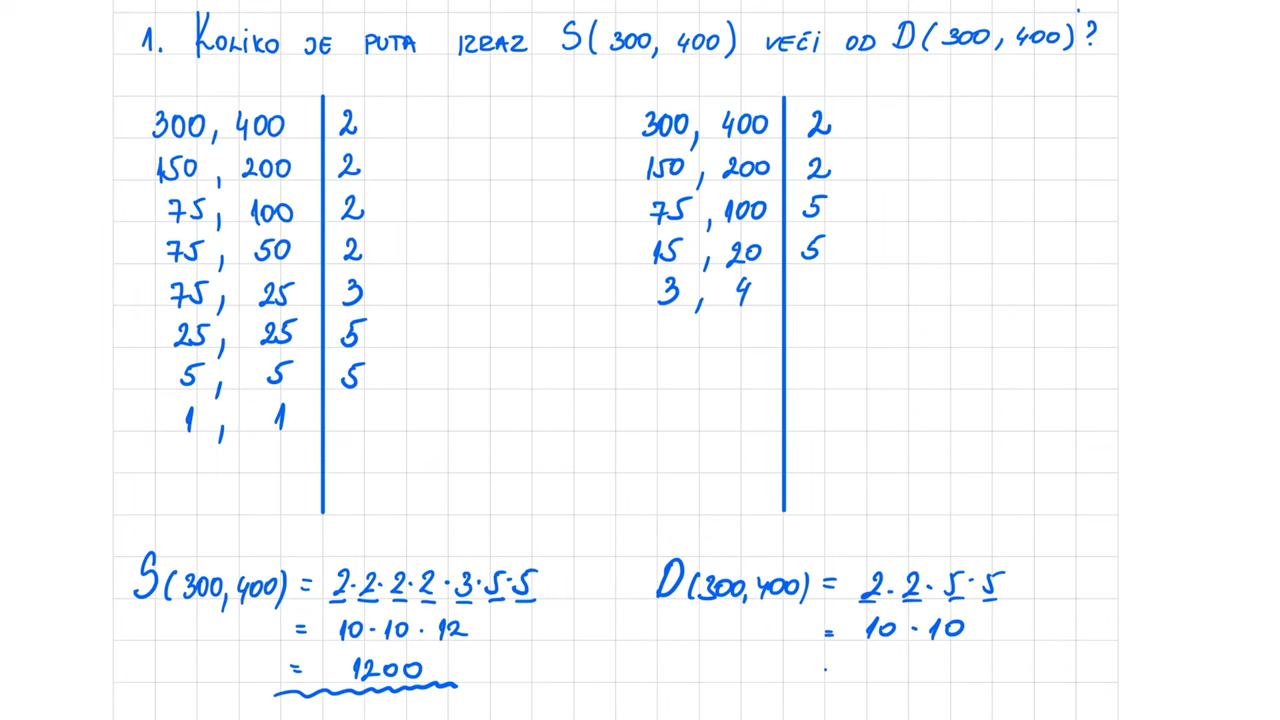 1. KOLIKO JE PUTA IZRAZ S(300, 400) VEĆI OD D(300, 400)?
300, 400 | 2
150, 200 | 2
75, 100 | 2
75, 50 | 2
75, 25 | 3
25, 25 | 5
5, 5 | 5
1, 1
300, 400 | 2
150, 200 | 2
75, 100 | 5
15, 20 | 5
3, 4
S(300, 400) = 2·2·2·2·3·5·5
= 10·10·12
= 1200
D(300, 400) = 2·2·5·5
= 10·10